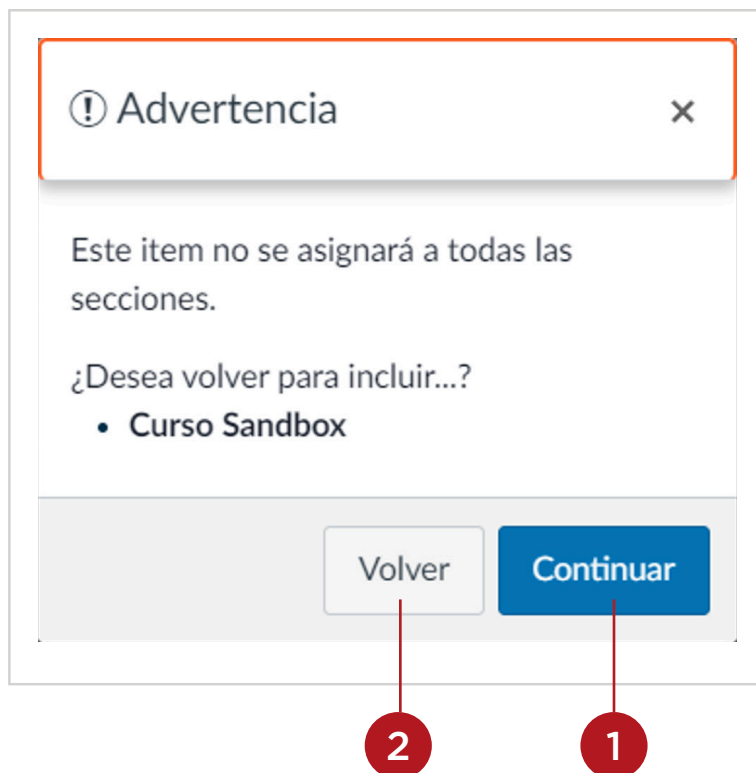 Advertencia
Este item no se asignará a todas las
secciones.
¿Desea volver para incluir...?
• Curso Sandbox
Volver
Continuar
2
1